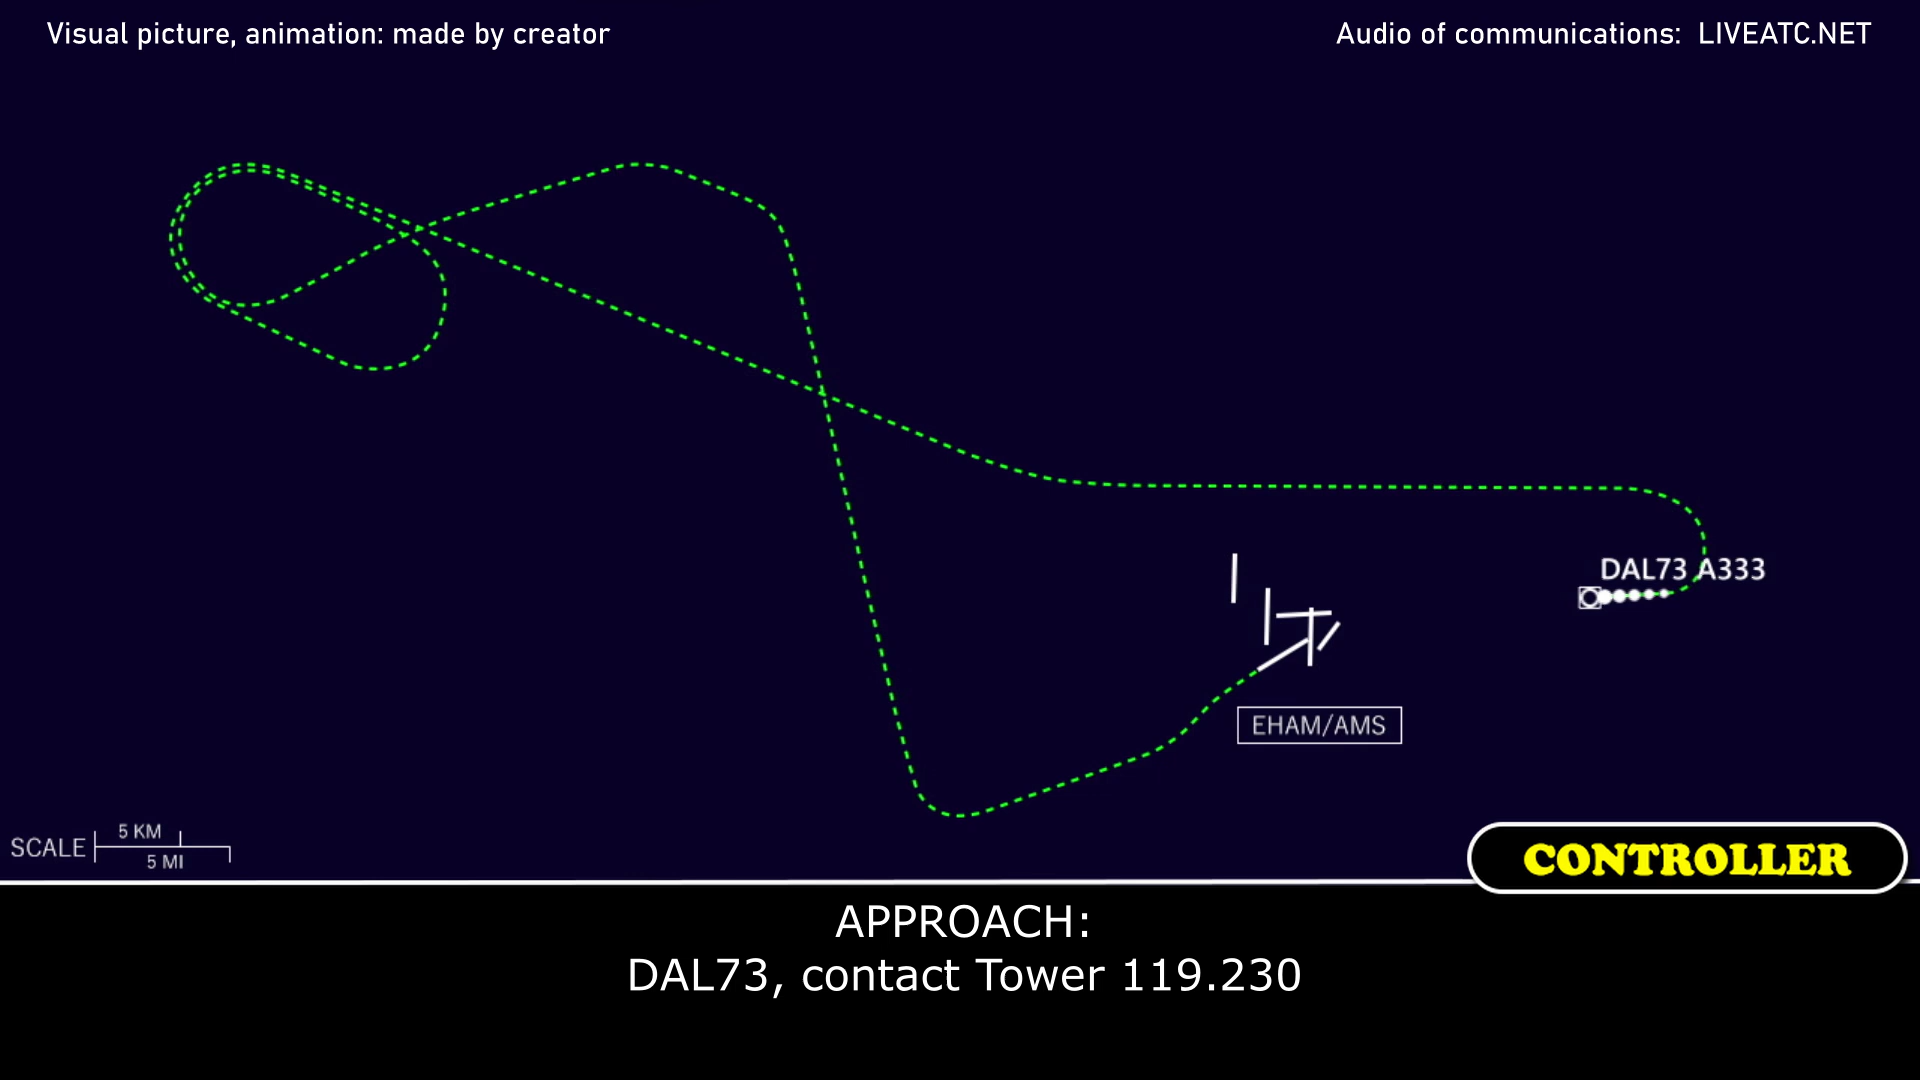 Visual picture, animation: made by creator
Audio of communications: LIVEATC.NET
DAL73 A333
EHAM/AMS
5 KM
SCALE
5 MI
CONTROLLER
APPROACH:
DAL73, contact Tower 119.230